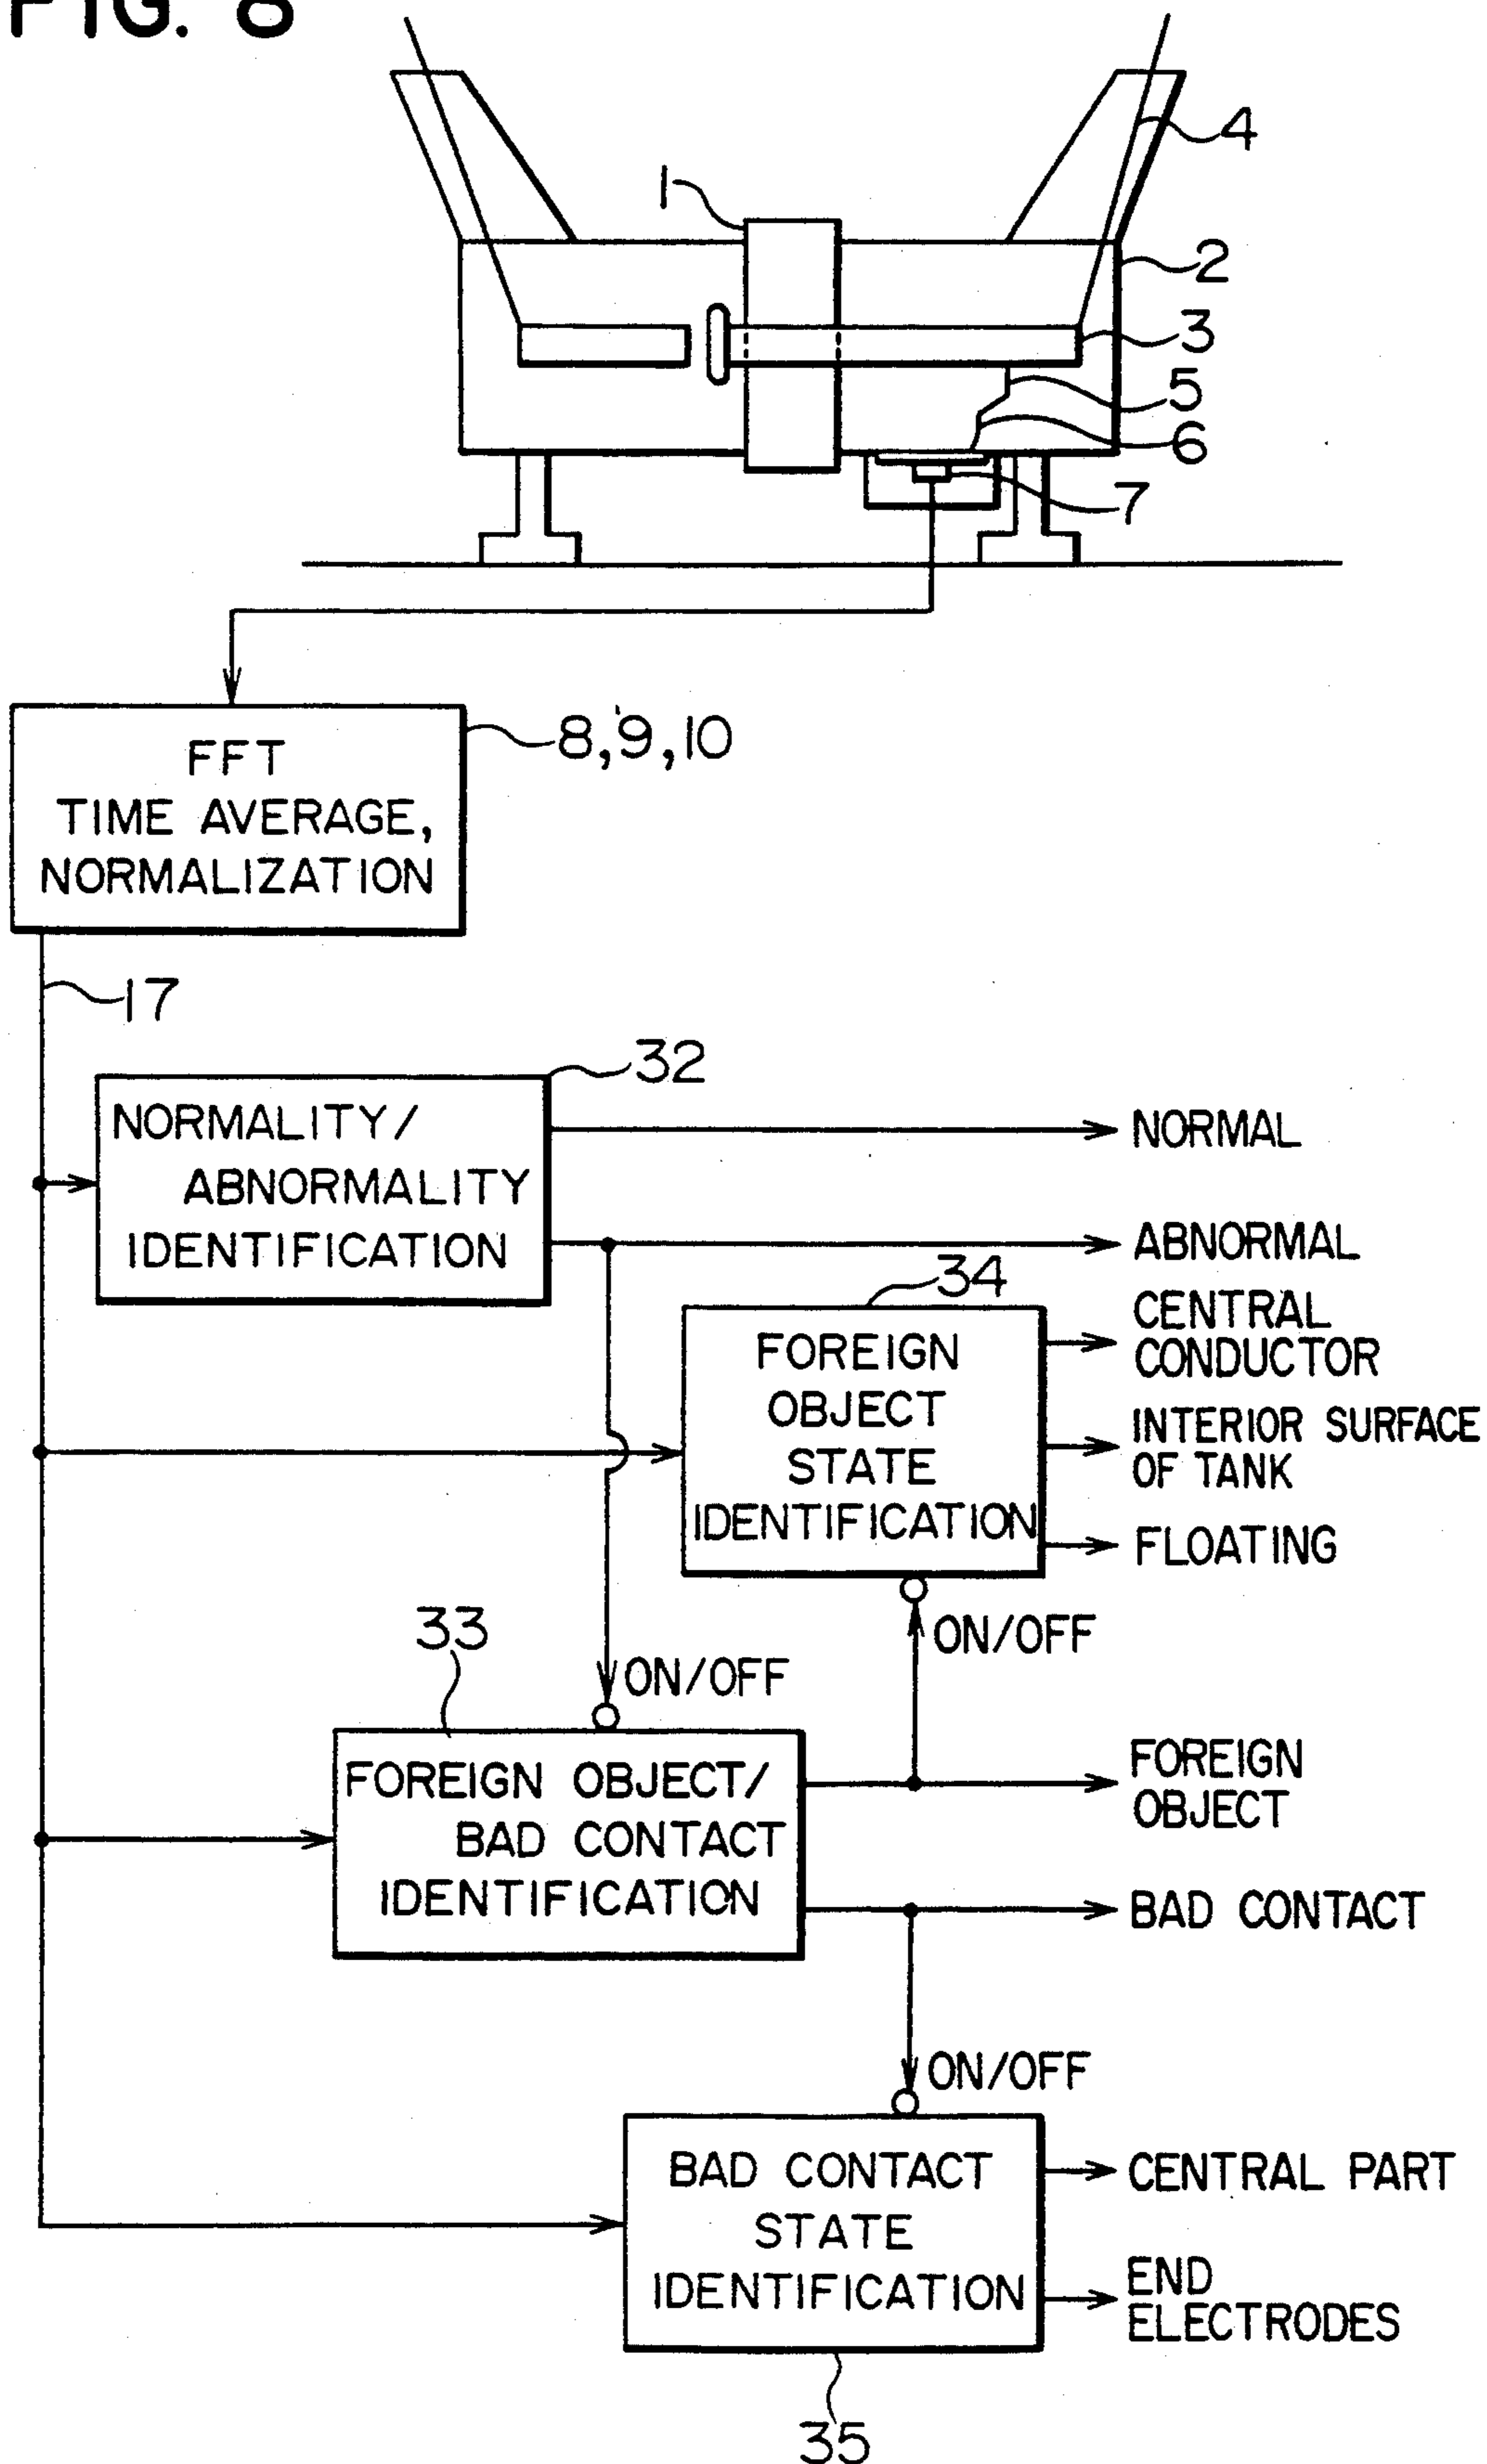 FIG. 8
4
1
2
3
5
6
7
FFT
TIME AVERAGE,
NORMALIZATION
8,9,10
17
32
NORMALITY/
ABNORMALITY
IDENTIFICATION
NORMAL
ABNORMAL
34
FOREIGN
OBJECT
STATE
IDENTIFICATION
CENTRAL
CONDUCTOR
INTERIOR SURFACE
OF TANK
FLOATING
ON/OFF
33
ON/OFF
FOREIGN OBJECT/
BAD CONTACT
IDENTIFICATION
FOREIGN
OBJECT
BAD CONTACT
ON/OFF
BAD CONTACT
STATE
IDENTIFICATION
CENTRAL PART
END
ELECTRODES
35